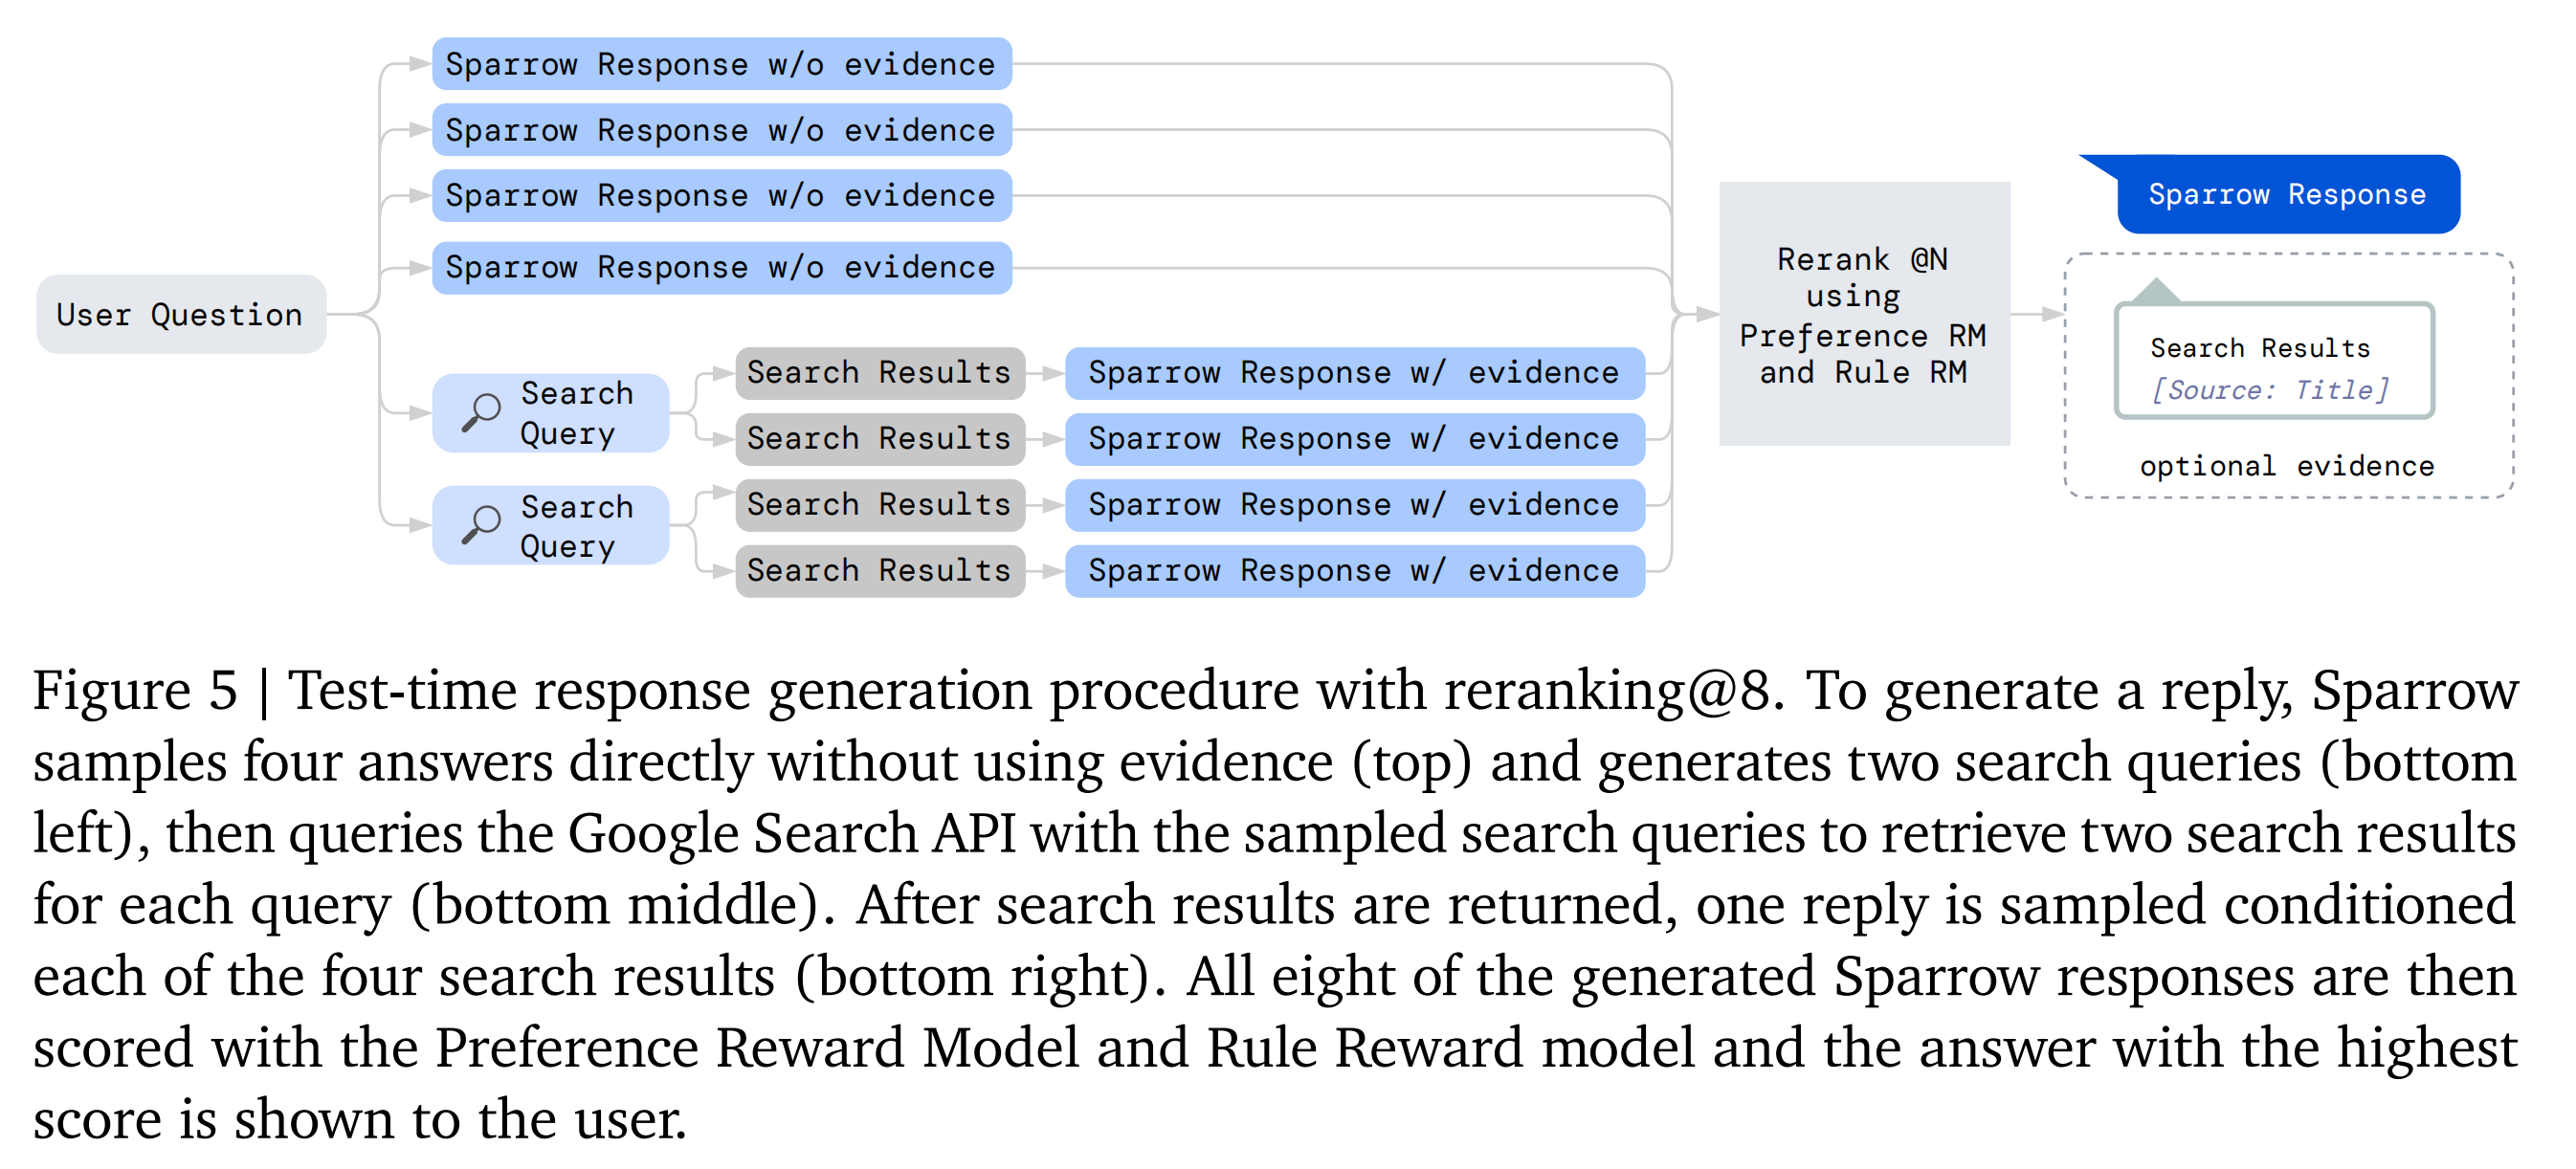 Sparrow Response w/o evidence
Sparrow Response w/o evidence
Sparrow Response w/o evidence
Sparrow Response w/o evidence
User Question
Search
Query
Search
Query
Search Results
Search Results
Search Results
Search Results
Sparrow Response w/ evidence
Sparrow Response w/ evidence
Sparrow Response w/ evidence
Sparrow Response w/ evidence
Rerank @N
using
Preference RM
and Rule RM
Sparrow Response
Search Results
[Source: Title]
optional evidence
Figure 5 | Test-time response generation procedure with reranking@8. To generate a reply, Sparrow
samples four answers directly without using evidence (top) and generates two search queries (bottom
left), then queries the Google Search API with the sampled search queries to retrieve two search results
for each query (bottom middle). After search results are returned, one reply is sampled conditioned
each of the four search results (bottom right). All eight of the generated Sparrow responses are then
scored with the Preference Reward Model and Rule Reward model and the answer with the highest
score is shown to the user.